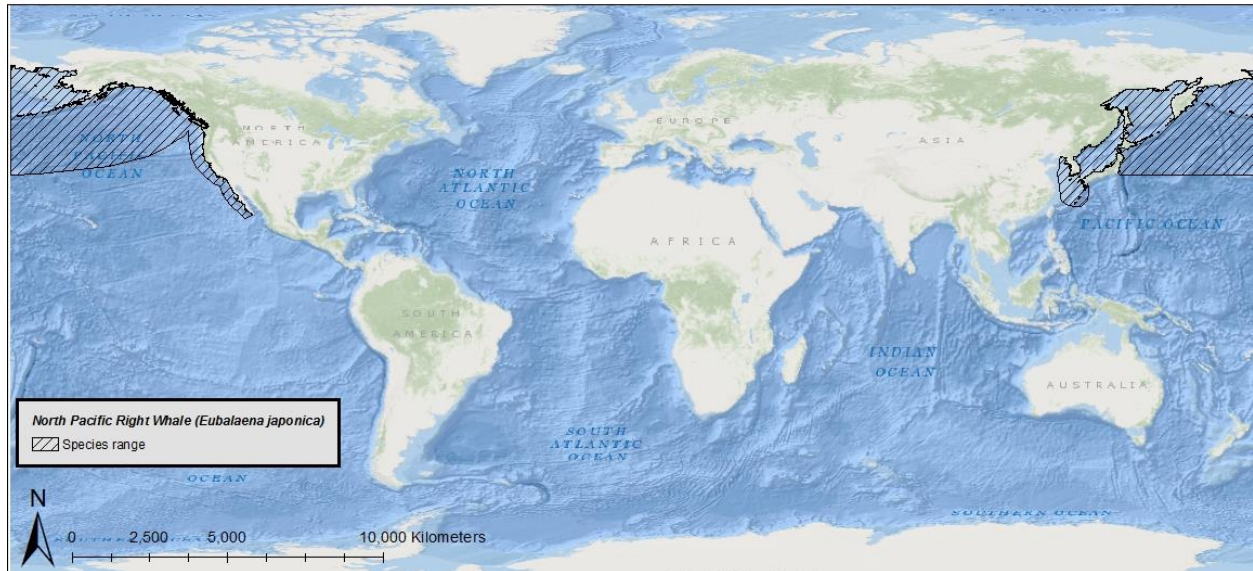 NORTH
AMERICA
EUROPE
ASIA
NORTH
PACIFIC
OCEAN
NORTH
ATLANTIC
OCEAN
AFRICA
PACIFIC OCEAN
SOUTH
AMERICA
INDIAN
OCEAN
AUSTRALIA
North Pacific Right Whale (Eubalaena japonica)
Species range
SOUTH
ATLANTIC
OCEAN
OCEAN
N
0 2,500 5,000 10,000 Kilometers
SOUTHERN OCEAN